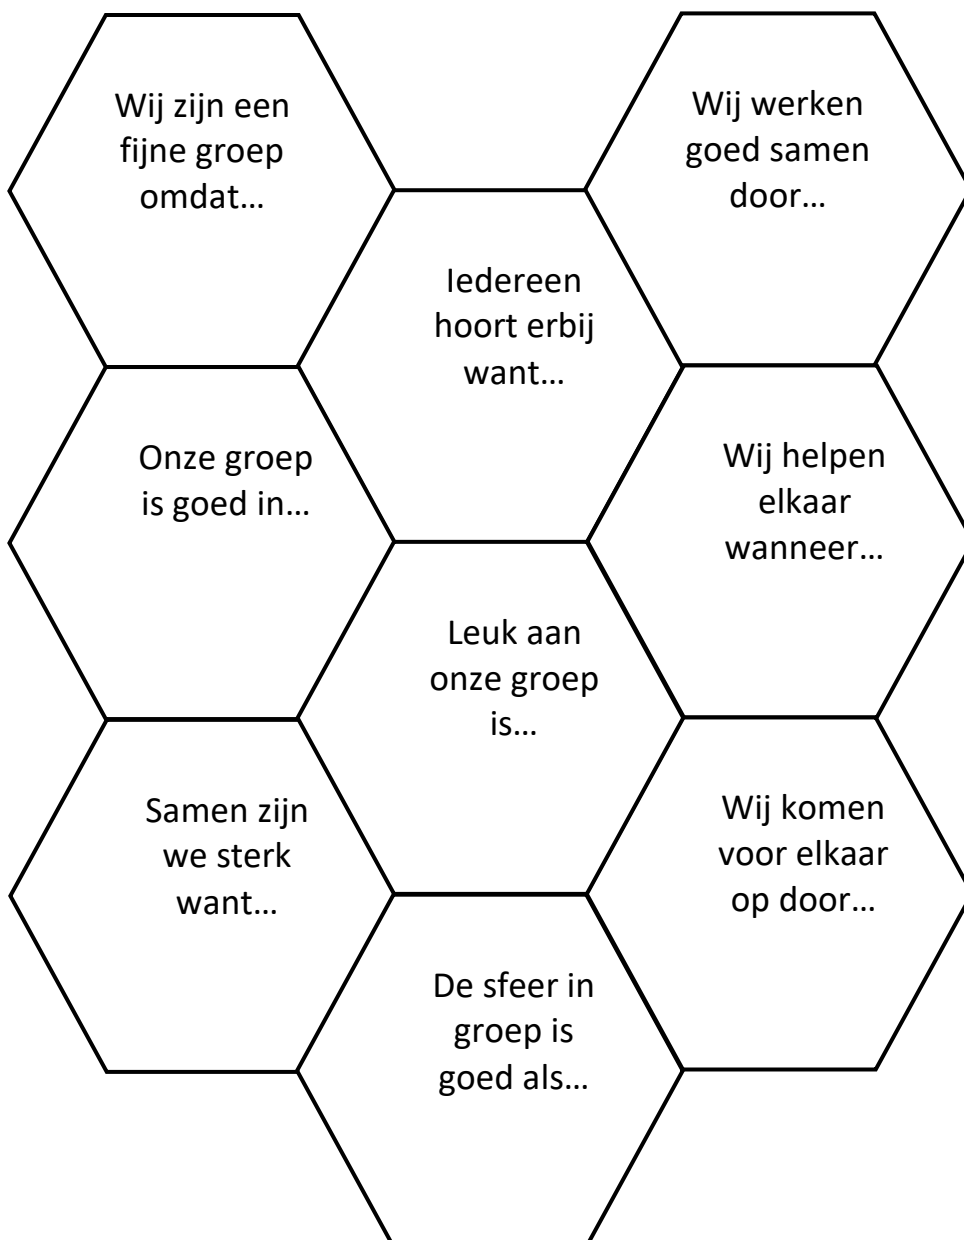 Wij zijn een
fijne groep
omdat...
Wij werken
goed samen
door...
Iedereen
hoort erbij
want...
Onze groep
is goed in...
Wij helpen
elkaar
wanneer...
Leuk aan
onze groep
is...
Samen zijn
we sterk
want...
Wij komen
voor elkaar
op door...
De sfeer in
groep is
goed als...